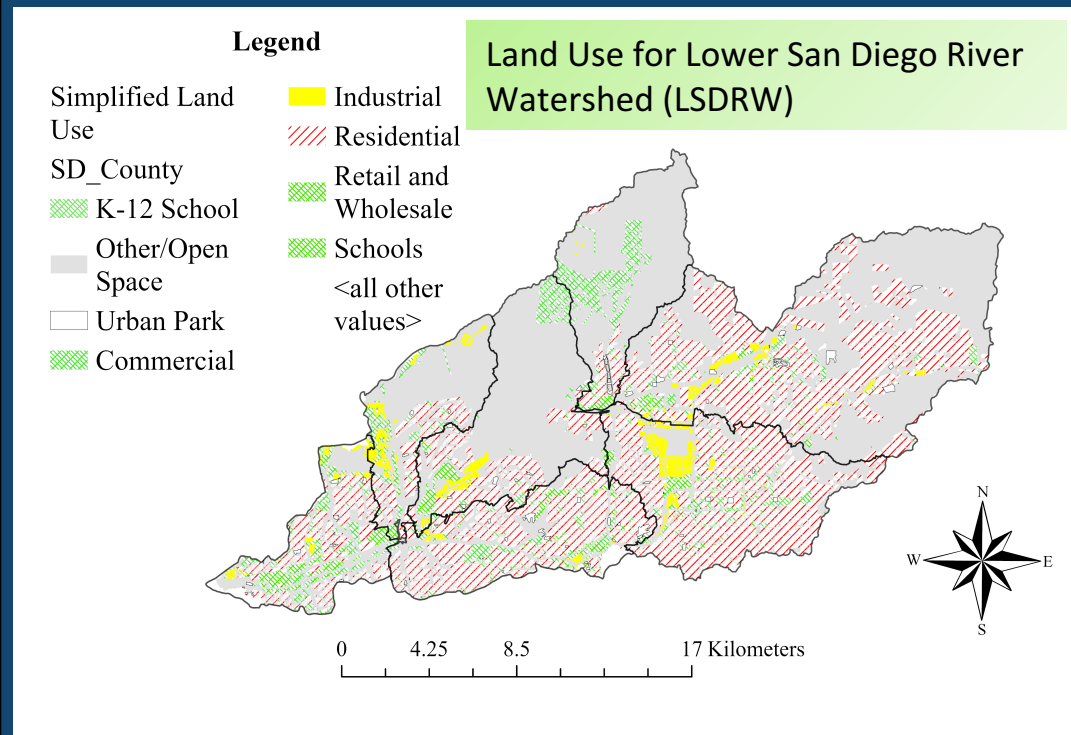 Legend
Land Use for Lower San Diego River
Watershed (LSDRW)
Simplified Land
Use
SD_County
K-12 School
Other/Open
Space
Urban Park
Commercial
Industrial
Residential
Retail and
Wholesale
Schools
<all other
values>
N
W
E
S
0 4.25 8.5 17 Kilometers